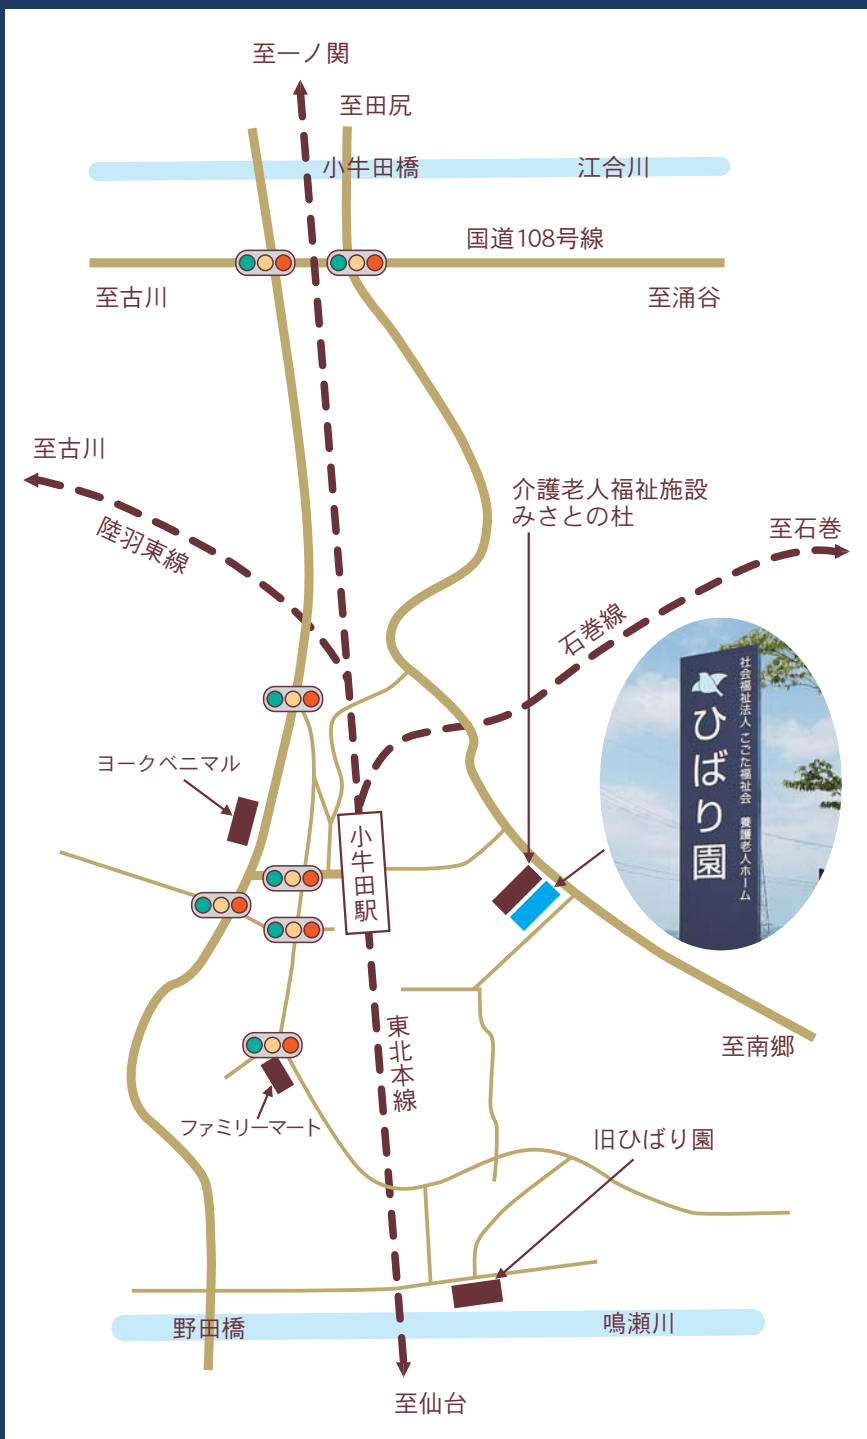 至一ノ関
至田尻
小牛田橋
江合川
国道108号線
至古川
至涌谷
至古川
陸羽東線
介護老人福祉施設
みさとの杜
至石巻
石巻線
社会福祉法人 こごた福祉会 養護老人ホーム
ひばり園
ヨークベニマル
小牛田駅
東北本線
至南郷
ファミリーマート
旧ひばり園
野田橋
鳴瀬川
至仙台